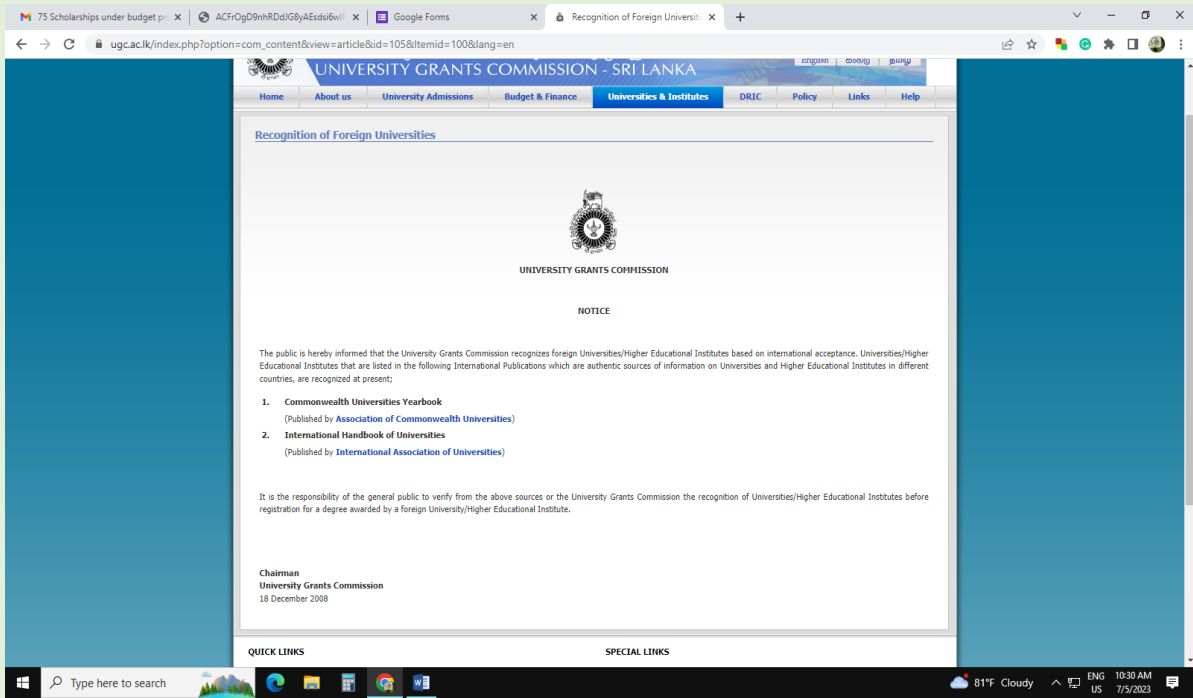 75 Scholarships under budget pr
ACFrOgD9nhRDdJG8yAEsdsi6wl
Google Forms
Recognition of Foreign Universit
ugc.ac.lk/index.php?option=com_content&view=article&id=105&Itemid=100&lang=en
UNIVERSITY GRANTS COMMISSION - SRI LANKA
English
සිංහල
தமிழ்
Home About us University Admissions Budget & Finance Universities & Institutes DRIC Policy Links Help
Recognition of Foreign Universities
UNIVERSITY GRANTS COMMISSION
NOTICE
The public is hereby informed that the University Grants Commission recognizes foreign Universities/Higher Educational Institutes based on international acceptance. Universities/Higher
Educational Institutes that are listed in the following International Publications which are authentic sources of information on Universities and Higher Educational Institutes in different
countries, are recognized at present;
1. Commonwealth Universities Yearbook
(Published by Association of Commonwealth Universities)
2. International Handbook of Universities
(Published by International Association of Universities)
It is the responsibility of the general public to verify from the above sources or the University Grants Commission the recognition of Universities/Higher Educational Institutes before
registration for a degree awarded by a foreign University/Higher Educational Institute.
Chairman
University Grants Commission
18 December 2008
QUICK LINKS
SPECIAL LINKS
Type here to search
81°F Cloudy
ENG
US
10:30 AM
7/5/2023